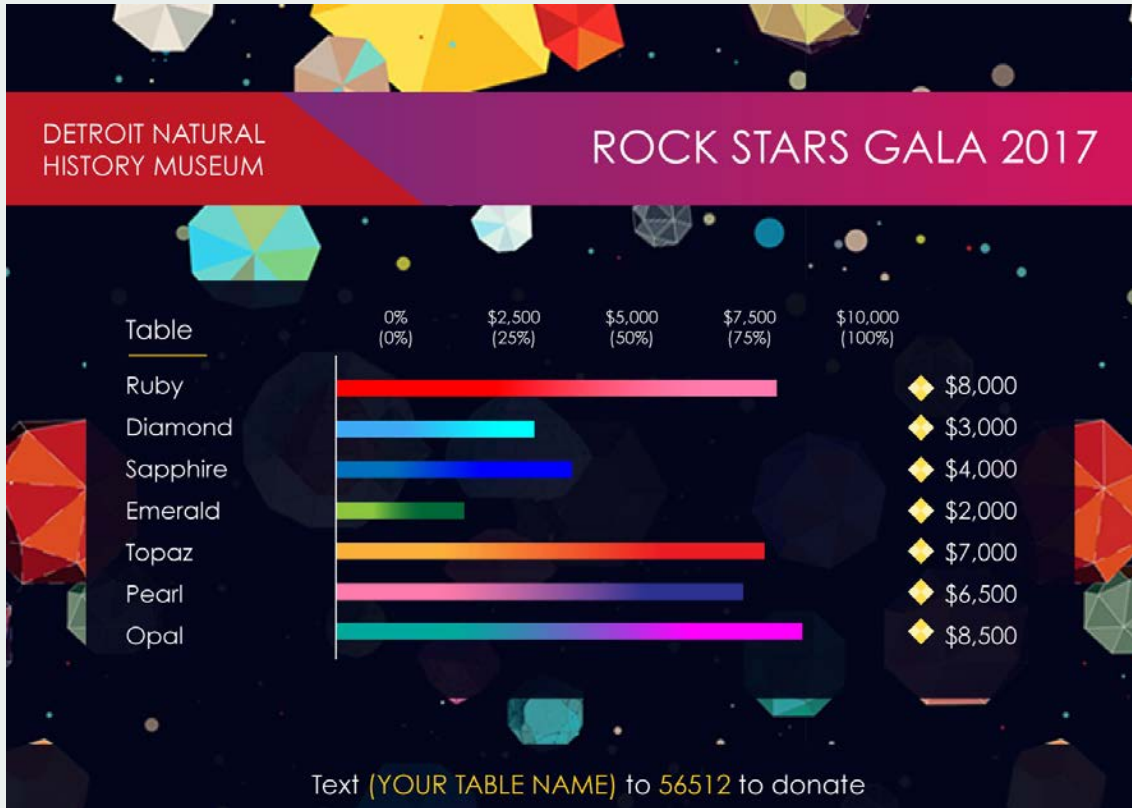 DETROIT NATURAL
HISTORY MUSEUM
ROCK STARS GALA 2017
Table
0%
(0%)
$2,500
(25%)
$5,000
(50%)
$7,500
(75%)
$10,000
(100%)
Ruby $8,000
Diamond $3,000
Sapphire $4,000
Emerald $2,000
Topaz $7,000
Pearl $6,500
Opal $8,500
Text (YOUR TABLE NAME) to 56512 to donate